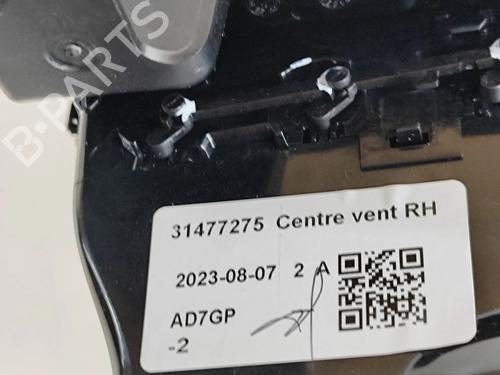 B-PARTS
31477275 Centre vent RH
2023-08-07 2 A
AD7GP
-2